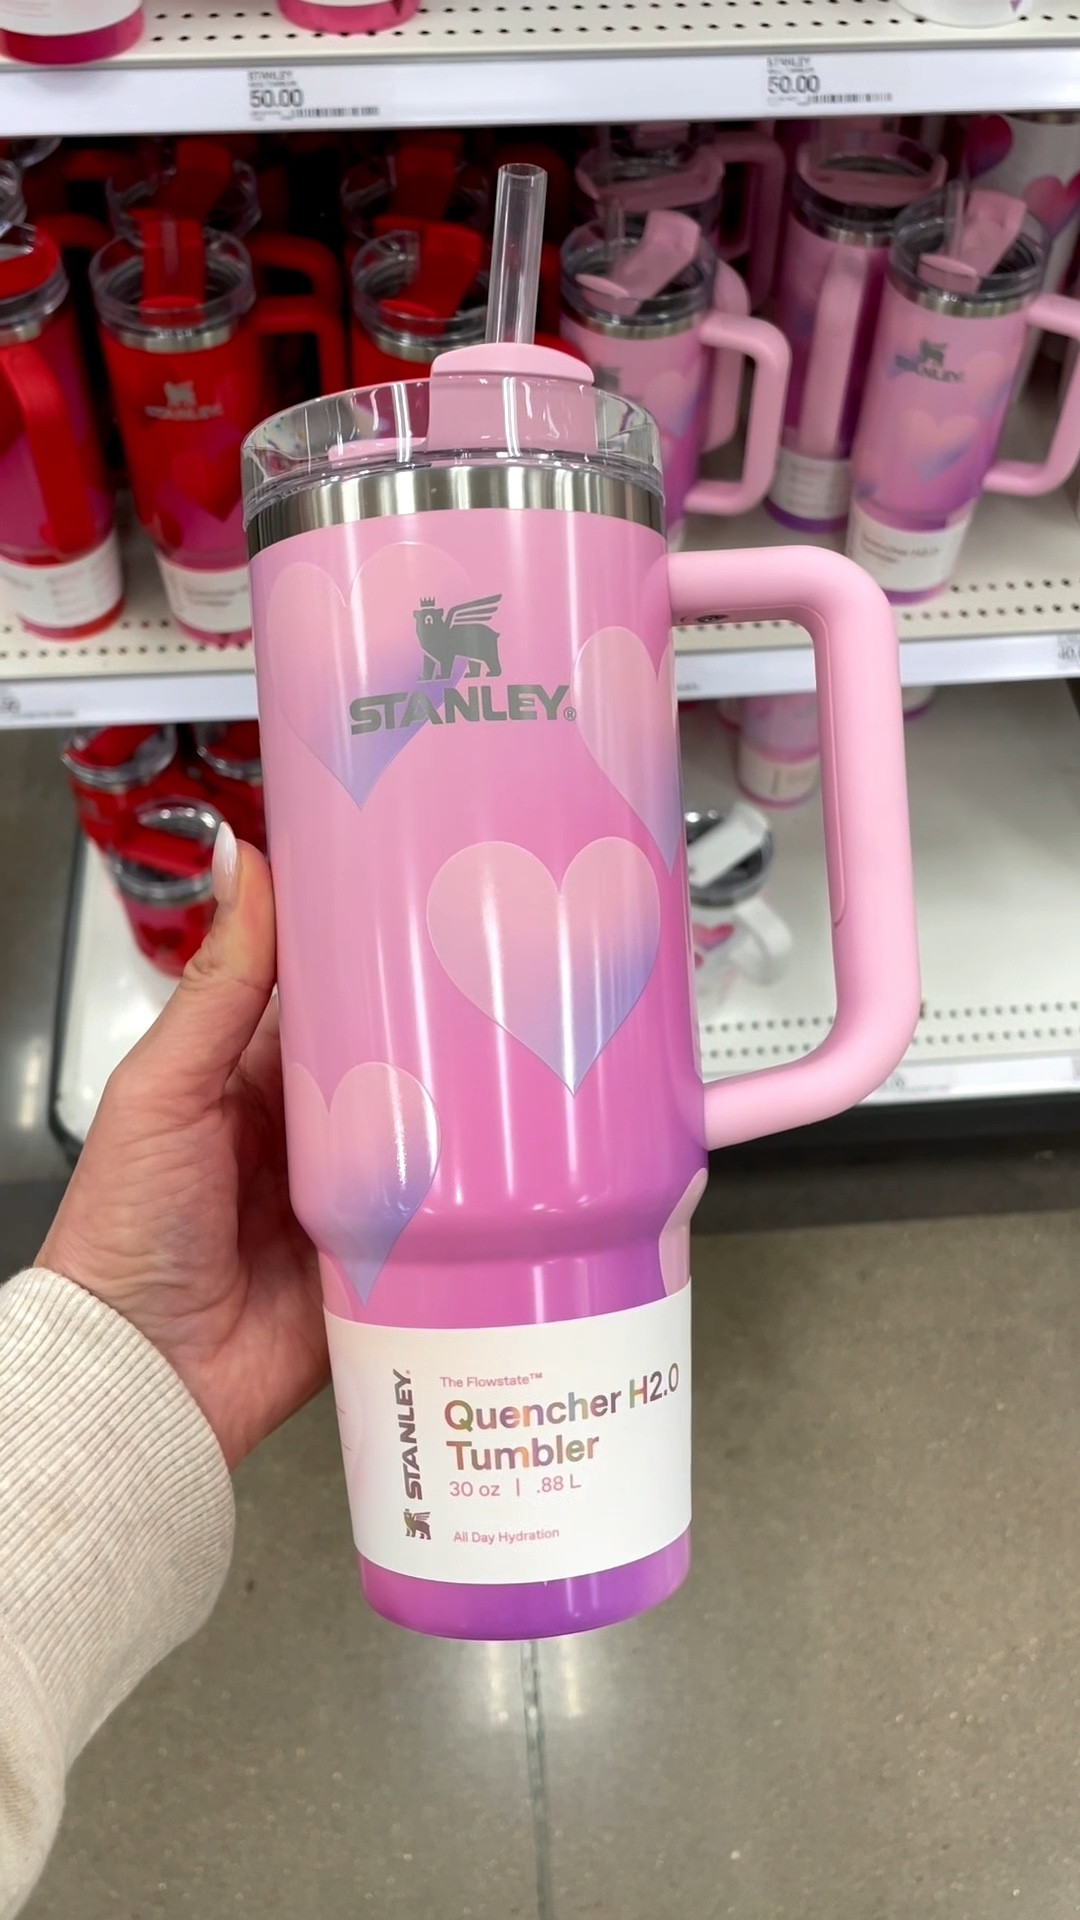 STANLEY
50.00
STANLEY
50.00
STANLEY
STANLEY
STANLEY®
STANLEY®
The Flowstate™
Quencher H2.0
Tumbler
30 oz | .88 L
All Day Hydration